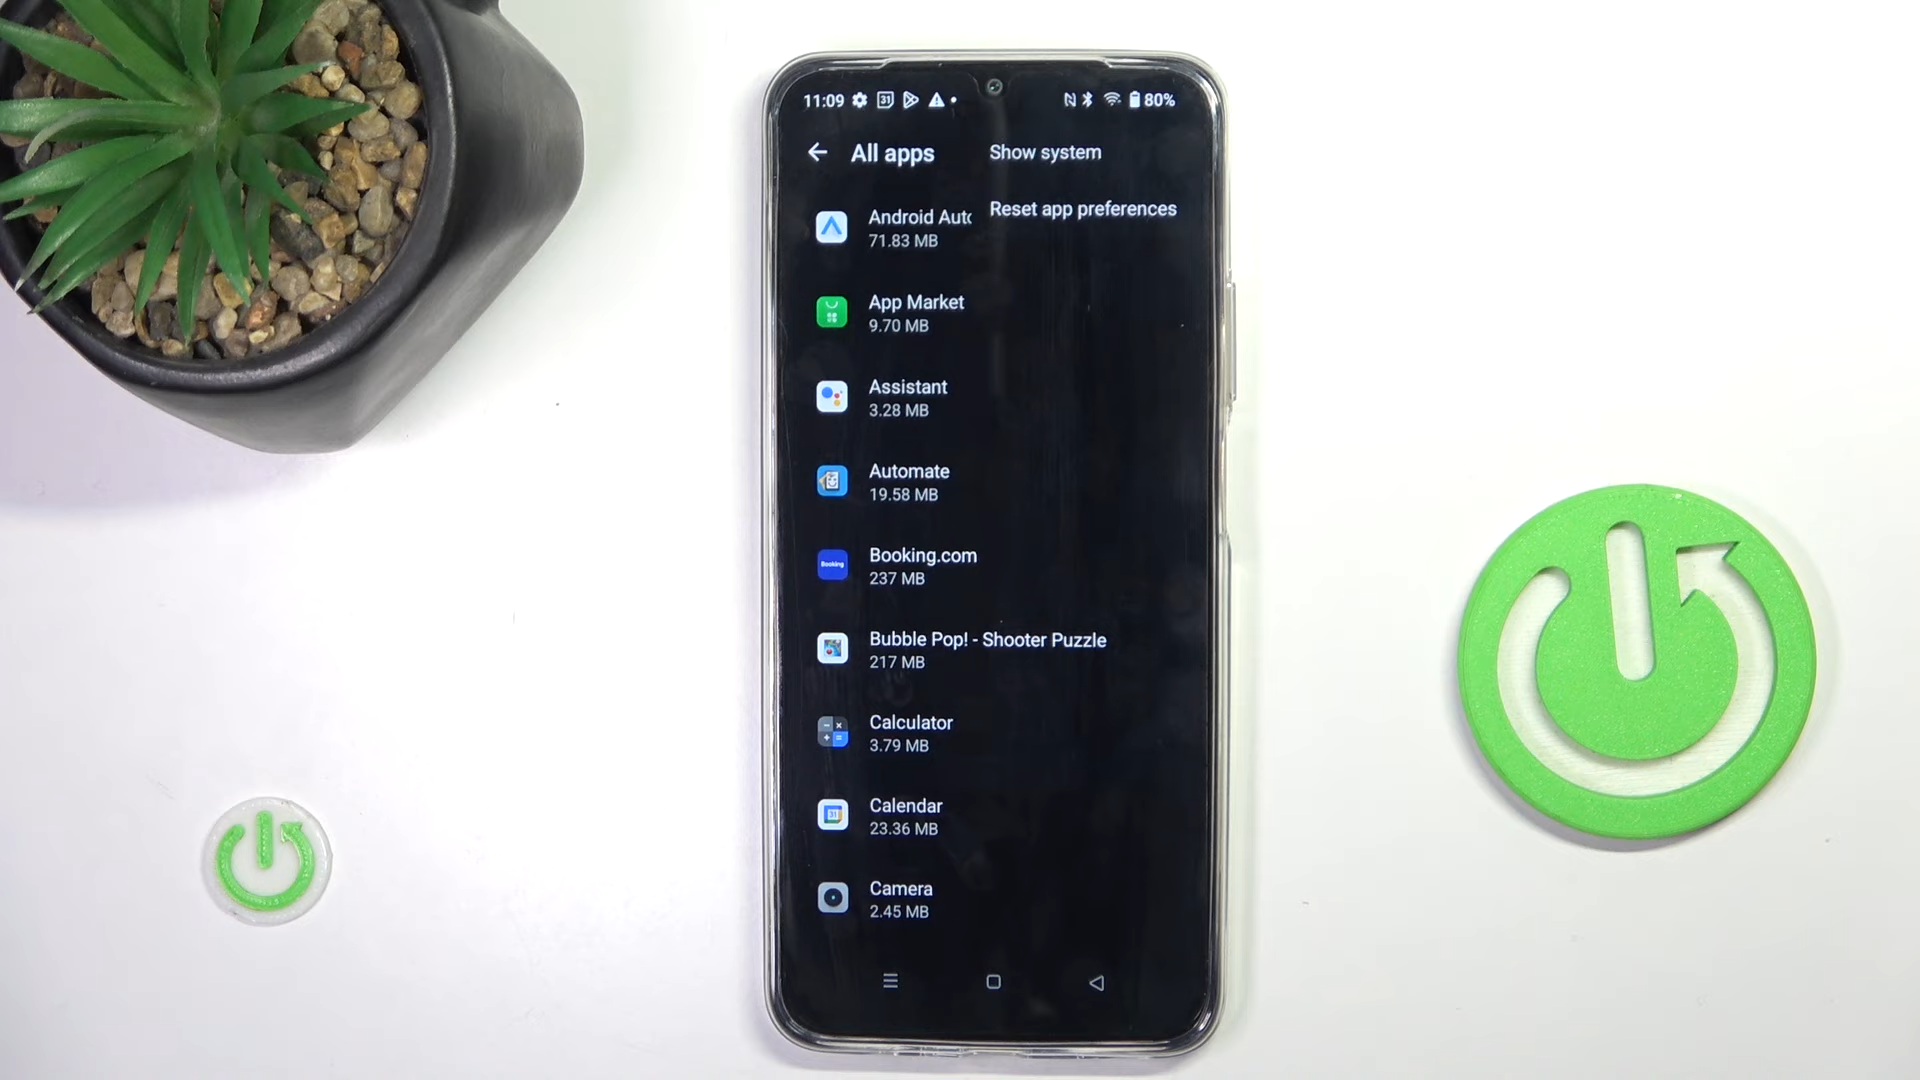 11:09
80%
All apps
Show system
Reset app preferences
Android Auto
71.83 MB
App Market
9.70 MB
Assistant
3.28 MB
Automate
19.58 MB
Booking
Booking.com
237 MB
Bubble Pop! - Shooter Puzzle
217 MB
Calculator
3.79 MB
31
Calendar
23.36 MB
Camera
2.45 MB